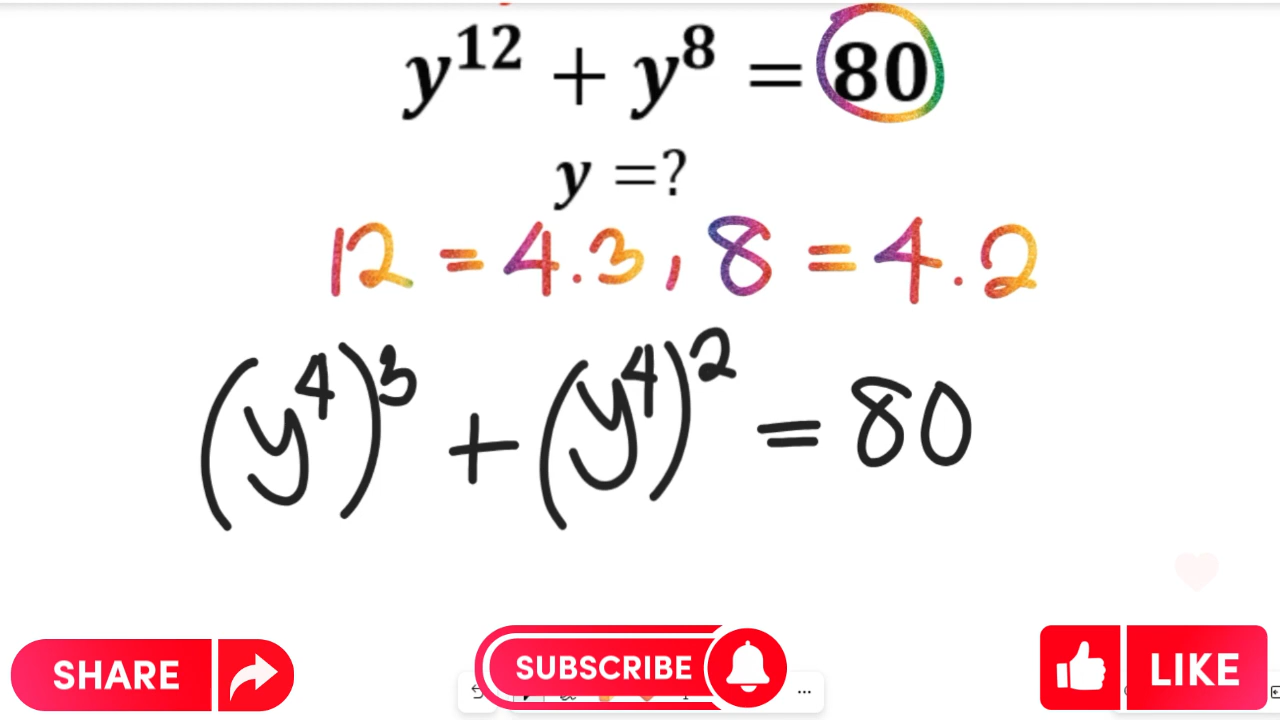 y¹² + y⁸ = 80
y =?
12 = 4.3, 8 = 4.2
(y⁴)³ + (y⁴)² = 80
SHARE SUBSCRIBE LIKE